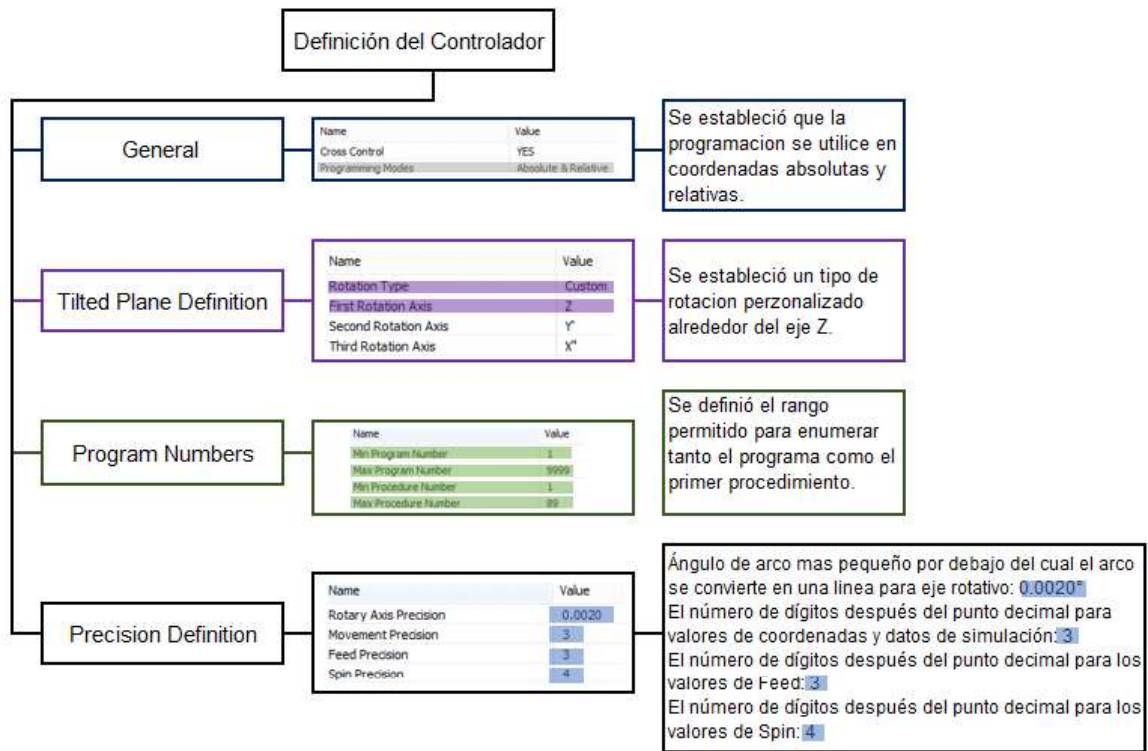 Definición del Controlador
General
Name Value
Cross Control YES
Programming Modes Absolute & Relative
Se estableció que la
programacion se utilice en
coordenadas absolutas y
relativas.
Tilted Plane Definition
Name Value
Rotation Type Custom
First Rotation Axis Z
Second Rotation Axis Y'
Third Rotation Axis X"
Se estableció un tipo de
rotacion perzonalizado
alrededor del eje Z.
Program Numbers
Name Value
Min Program Number 1
Max Program Number 9999
Min Procedure Number 1
Max Procedure Number 89
Se definió el rango
permitido para enumerar
tanto el programa como el
primer procedimiento.
Precision Definition
Name Value
Rotary Axis Precision 0.0020
Movement Precision 3
Feed Precision 3
Spin Precision 4
Ángulo de arco mas pequeño por debajo del cual el arco
se convierte en una linea para eje rotativo: 0.0020°
El número de dígitos después del punto decimal para
valores de coordenadas y datos de simulación: 3
El número de dígitos después del punto decimal para los
valores de Feed: 3
El número de dígitos después del punto decimal para los
valores de Spin: 4